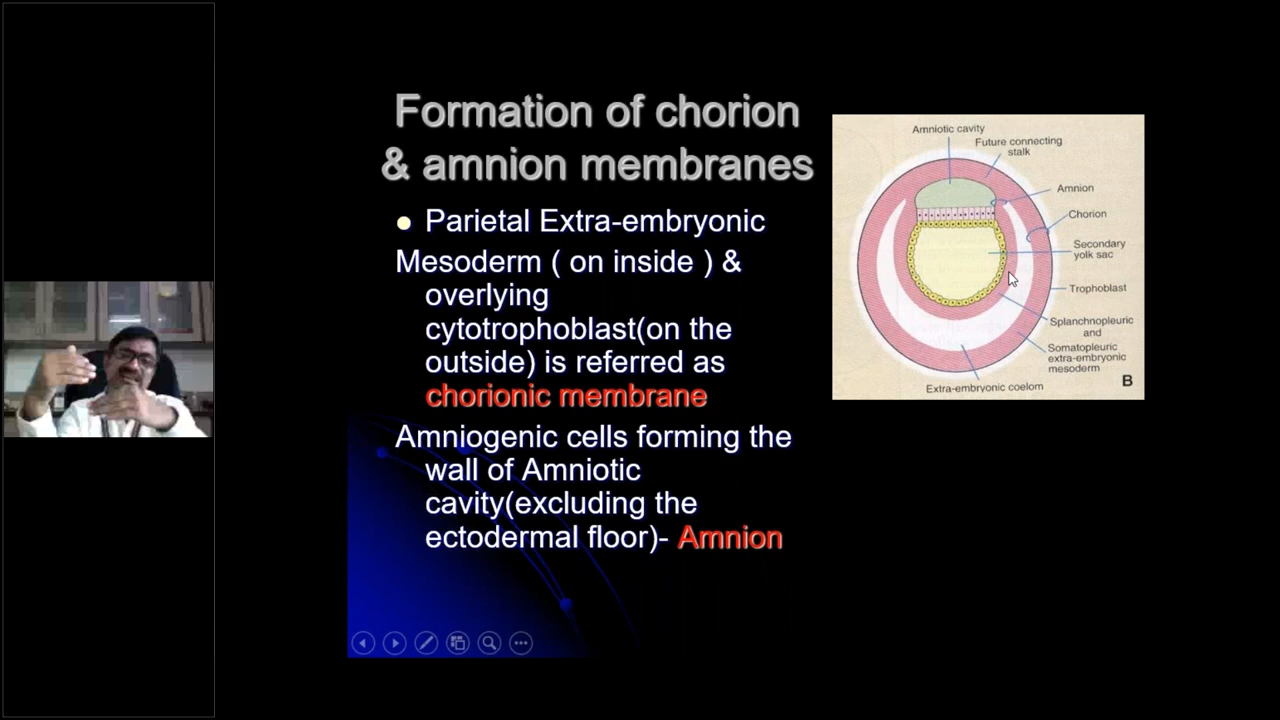 Formation of chorion
& amnion membranes
Parietal Extra-embryonic
Mesoderm ( on inside ) &
overlying
cytotrophoblast(on the
outside) is referred as
chorionic membrane
Amniogenic cells forming the
wall of Amniotic
cavity(excluding the
ectodermal floor)- Amnion
Amniotic cavity
Future connecting
stalk
Amnion
Chorion
Secondary
yolk sac
Trophoblast
Splanchnopleuric
and
Somatopleuric
extra-embryonic
mesoderm
Extra-embryonic coelom
B